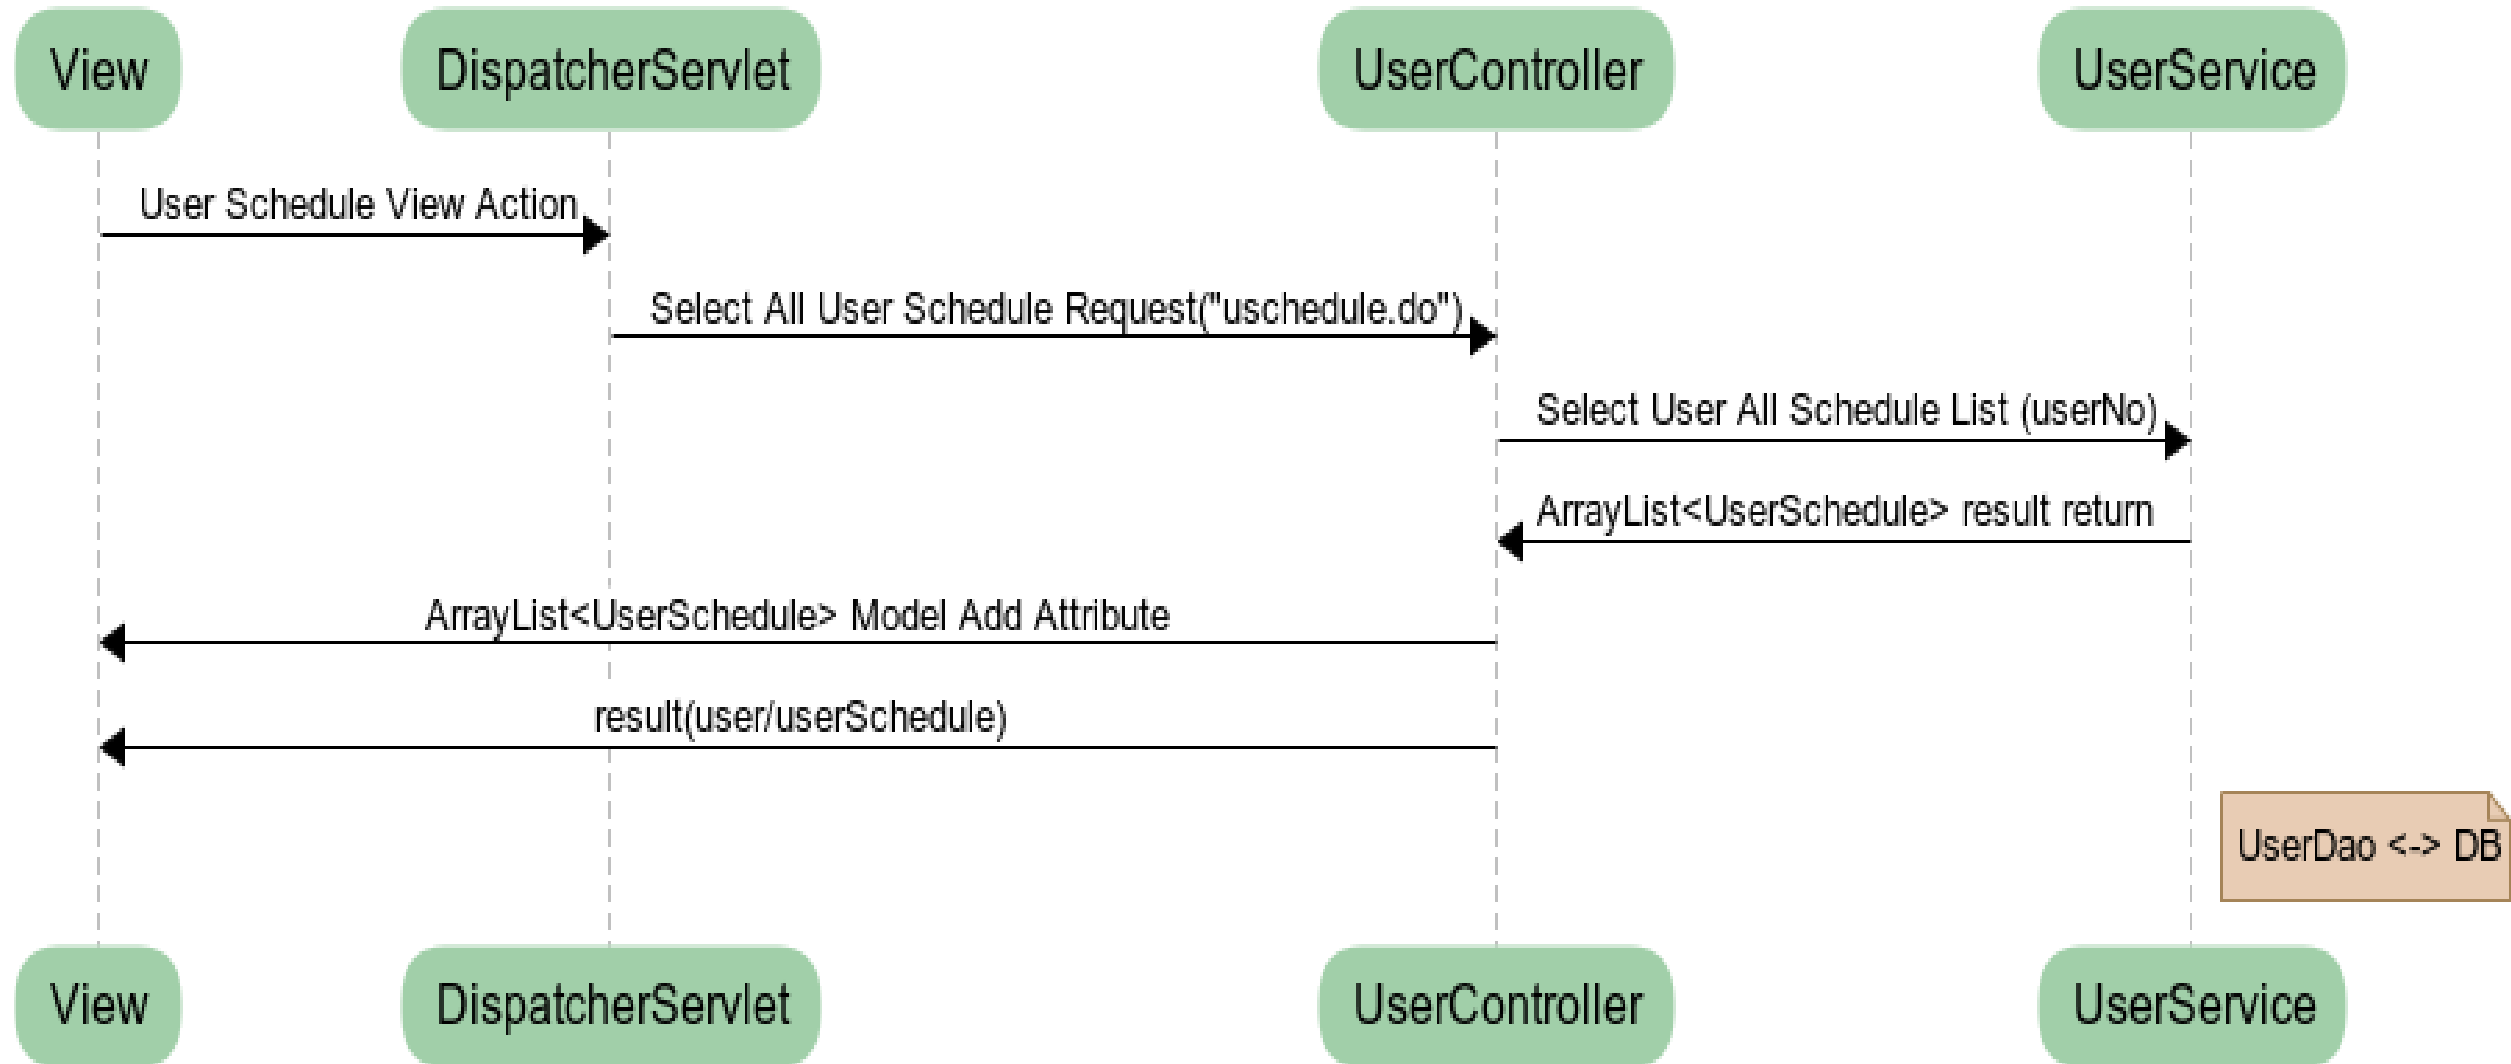 View
DispatcherServlet
UserController
UserService
User Schedule View Action
Select All User Schedule Request("uschedule.do")
Select User All Schedule List (userNo)
ArrayList<UserSchedule> result return
ArrayList<UserSchedule> Model Add Attribute
result(user/userSchedule)
UserDao <-> DB
View
DispatcherServlet
UserController
UserService